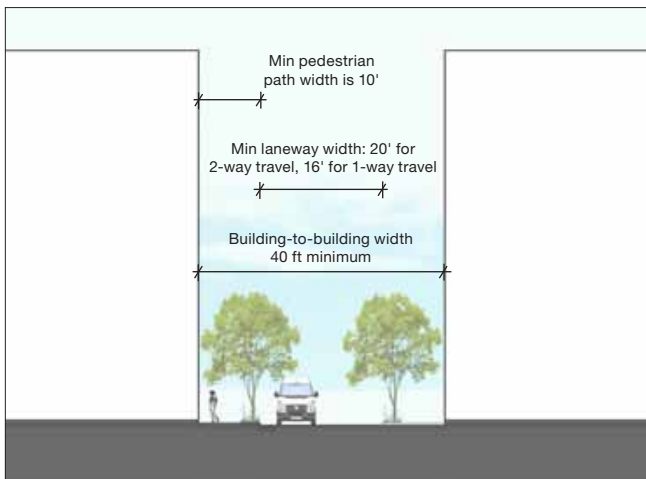 Min pedestrian
path width is 10'
Min laneway width: 20' for
2-way travel, 16' for 1-way travel
Building-to-building width
40 ft minimum